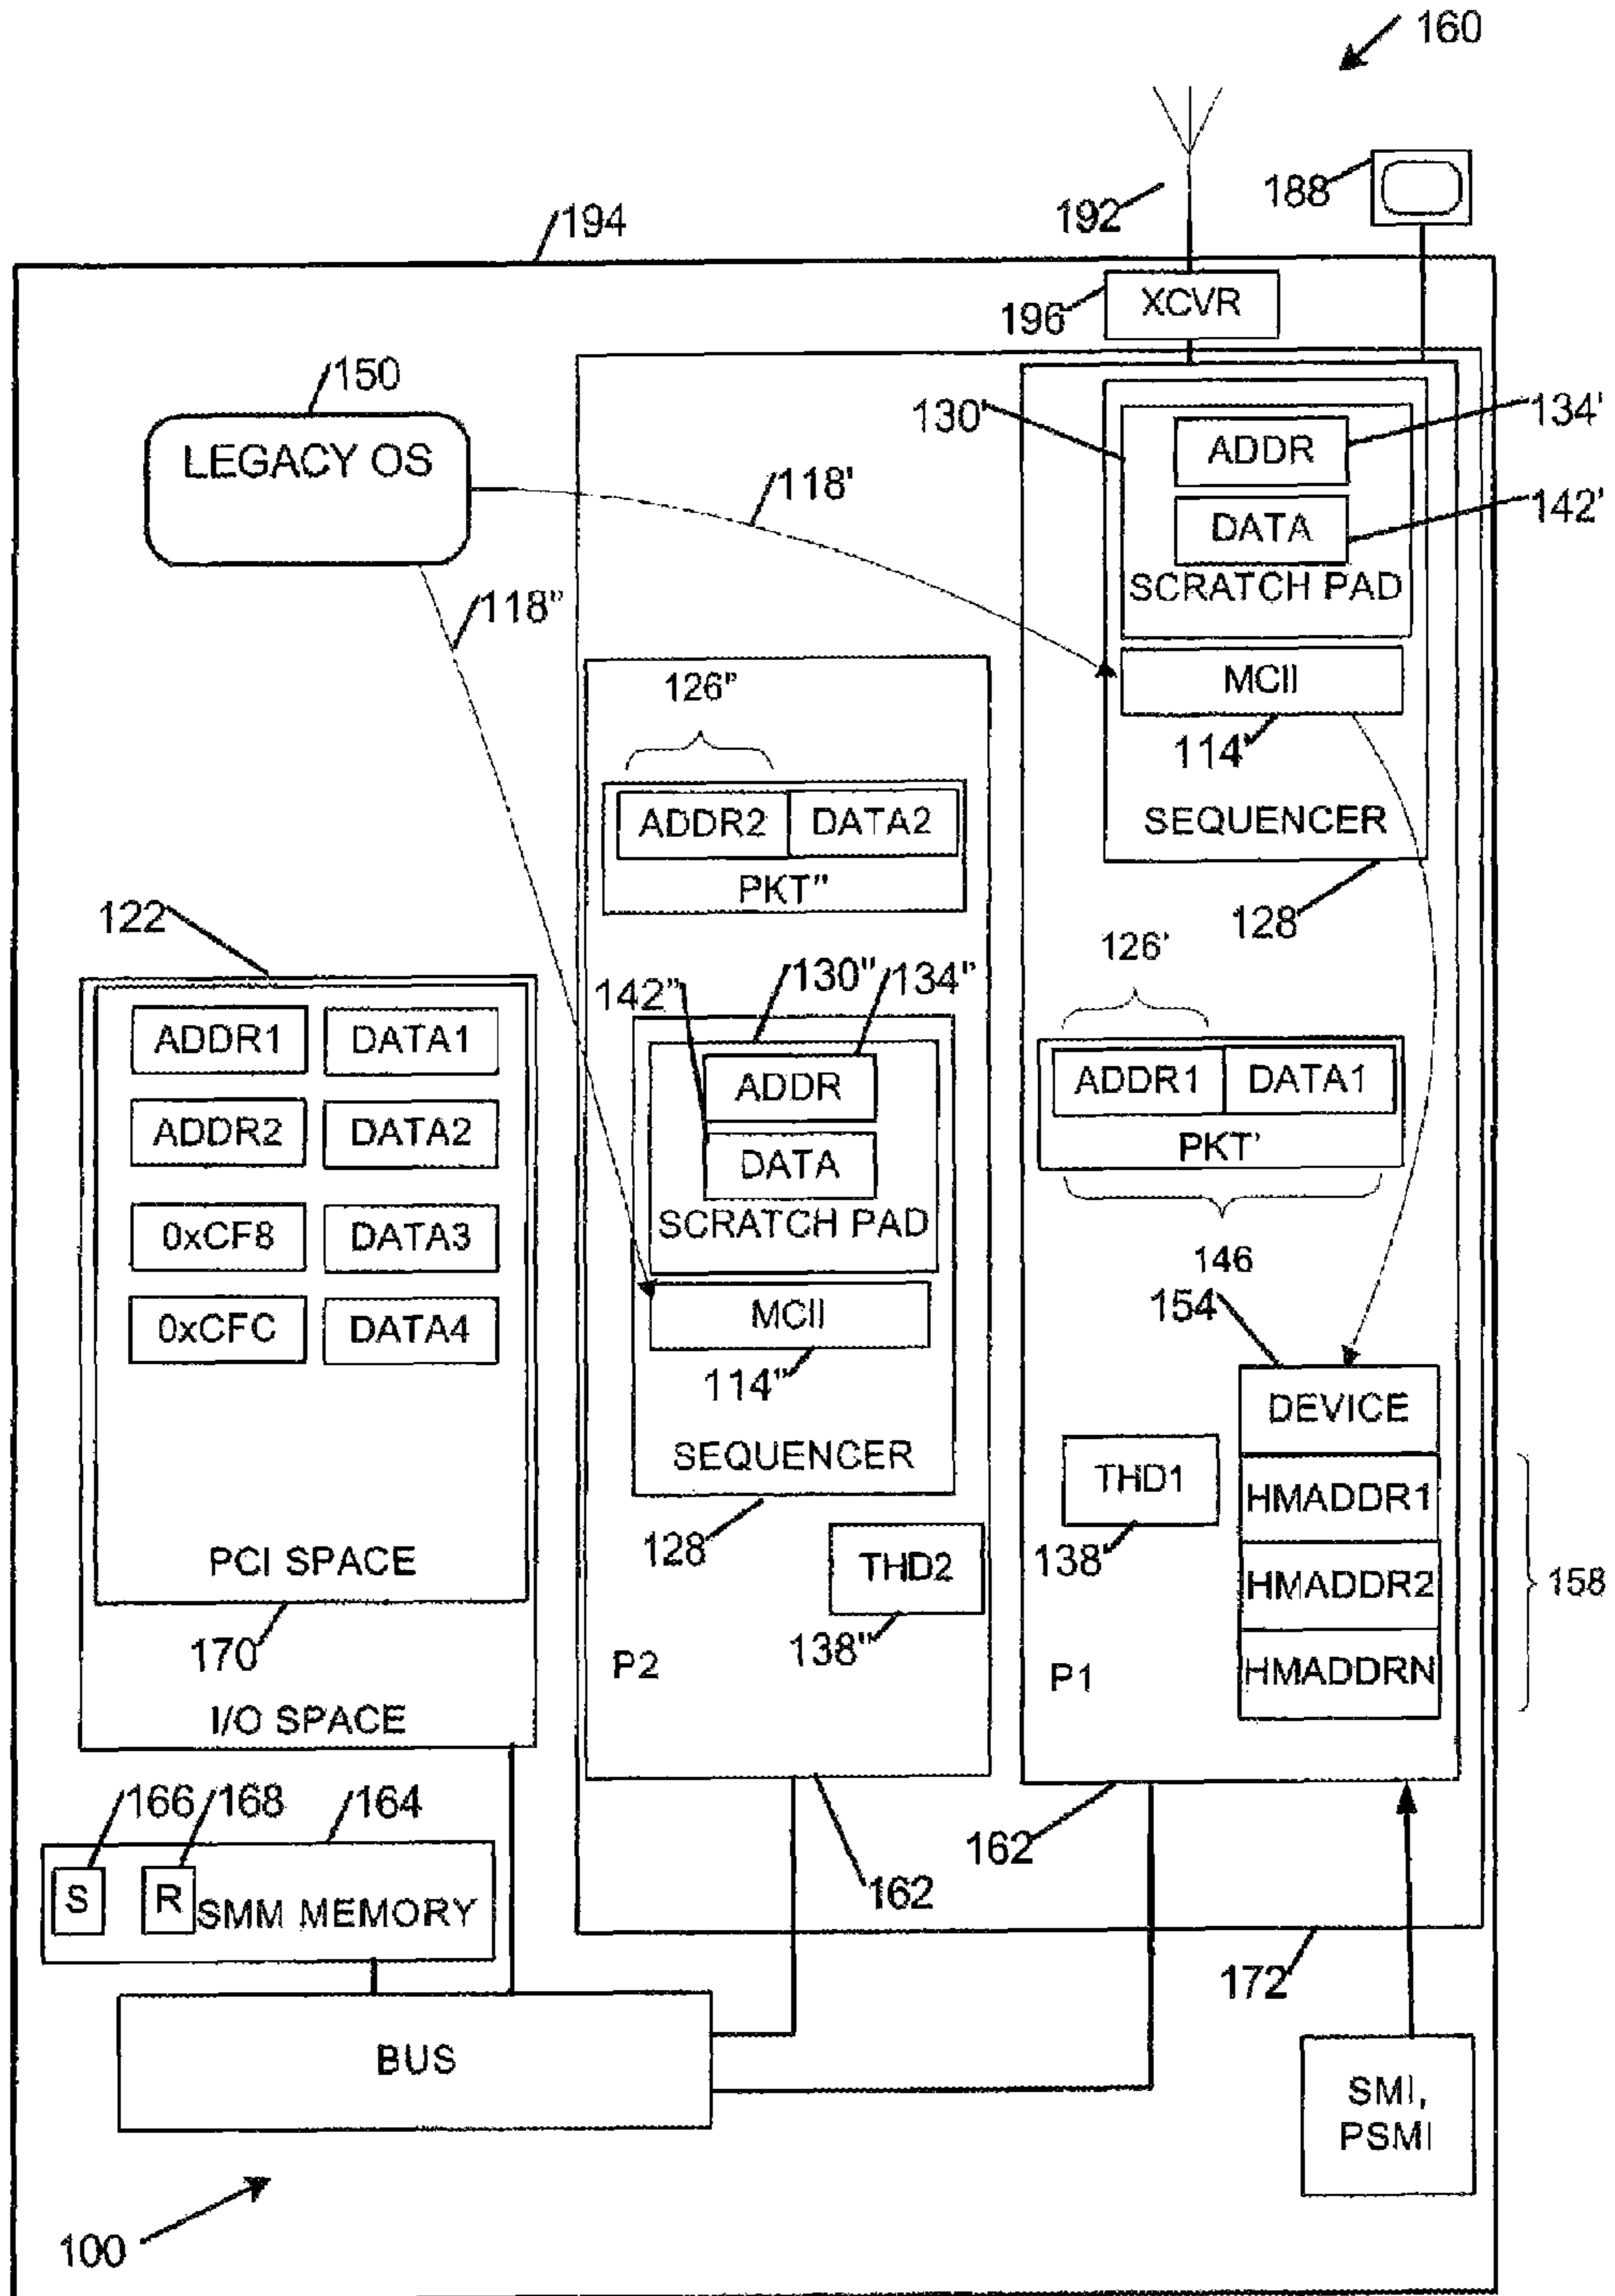 160
188
192
194
XCVR
196
150
LEGACY OS
118'
118"
130'
ADDR
134'
DATA
142'
SCRATCH PAD
MCII
114'
SEQUENCER
128
126"
ADDR2 DATA2
PKT"
122
ADDR1 DATA1
ADDR2 DATA2
0xCF8 DATA3
0xCFC DATA4
PCI SPACE
170
I/O SPACE
142"
130"
134"
ADDR
DATA
SCRATCH PAD
MCII
114"
SEQUENCER
128
THD2
138"
P2
126'
ADDR1 DATA1
PKT'
146
154
DEVICE
HMADDR1
HMADDR2
HMADDRN
158
THD1
138'
P1
166
168
164
S
R
SMM MEMORY
162
162
172
BUS
SMI,
PSMI
100